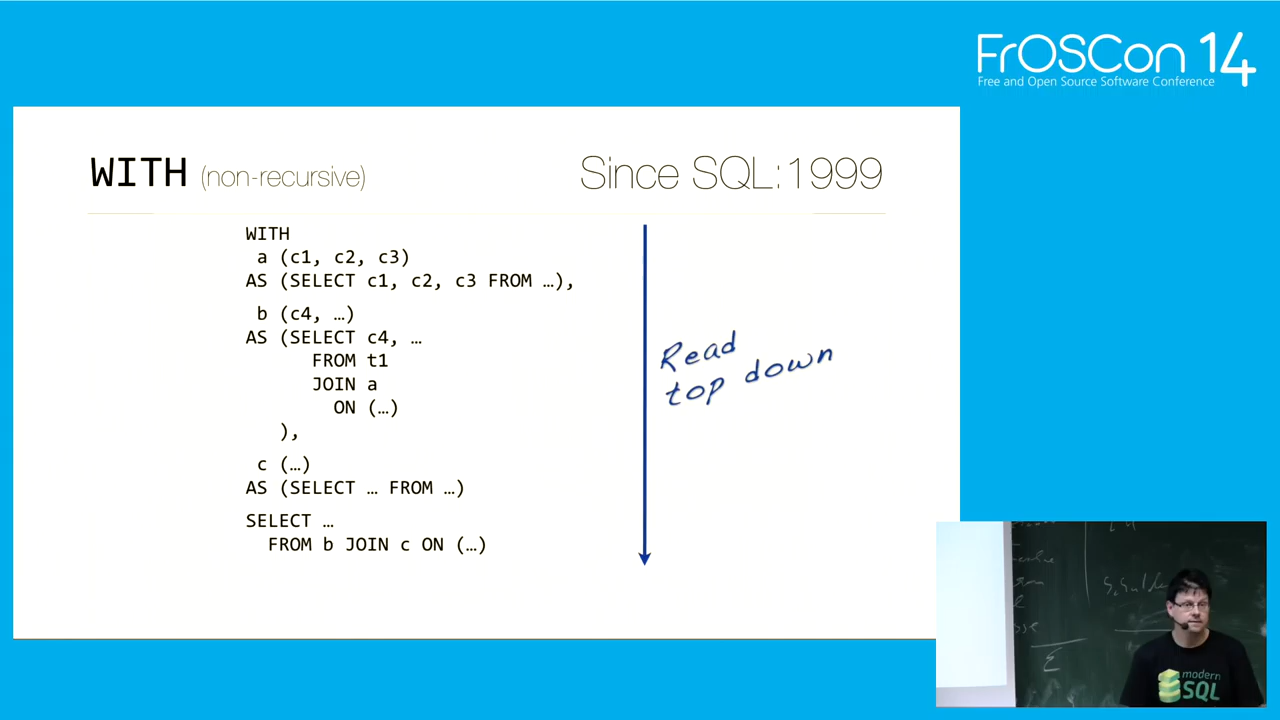 FrOSCon 14
Free and Open Source Software Conference
WITH (non-recursive)
Since SQL:1999
WITH
a (c1, c2, c3)
AS (SELECT c1, c2, c3 FROM …),
b (c4, …)
AS (SELECT c4, …
FROM t1
JOIN a
ON (…)
),
c (…)
AS (SELECT … FROM …)
SELECT …
FROM b JOIN c ON (…)
Read
top down
modern
SQL